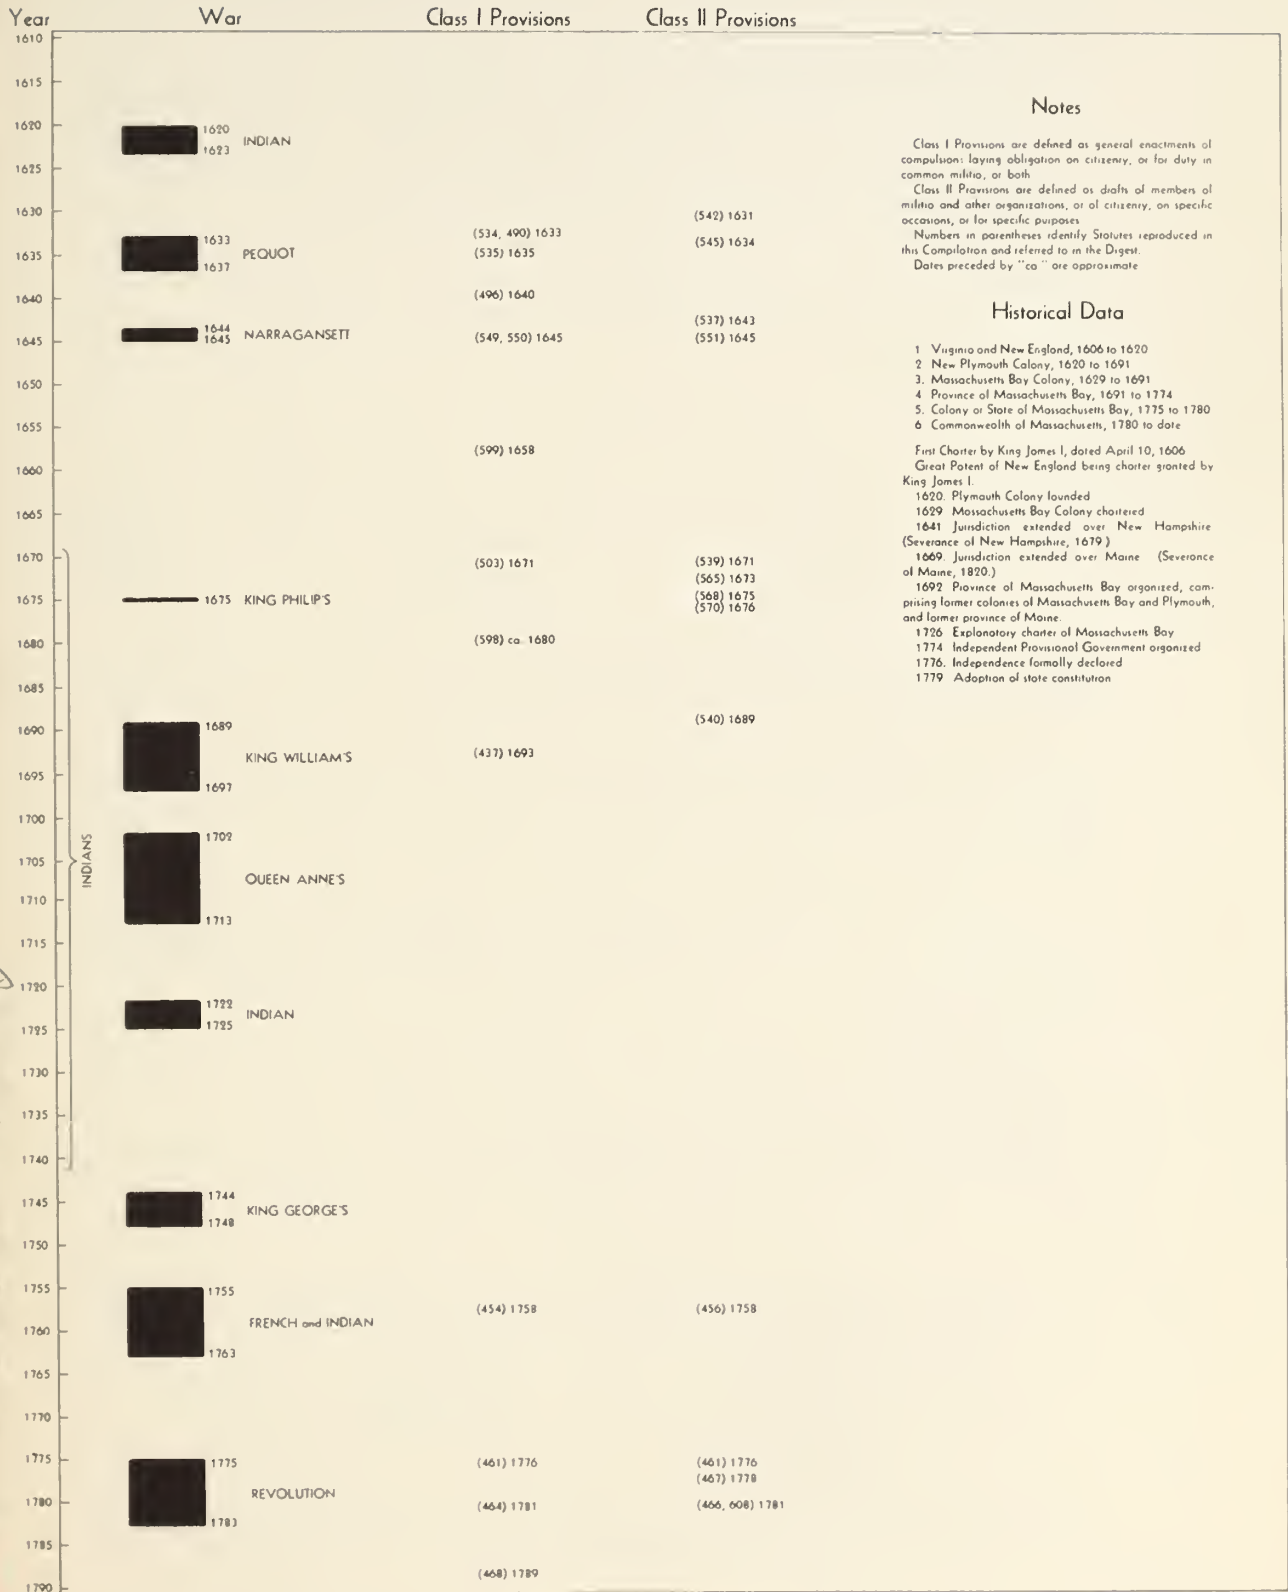 Year War Class I Provisions Class II Provisions
1610
1615
1620
1625
1630
1635
1640
1645
1650
1655
1660
1665
1670
1675
1680
1685
1690
1695
1700
1705
1710
1715
1720
1725
1730
1735
1740
1745
1750
1755
1760
1765
1770
1775
1780
1785
1790
INDIANS
1620
INDIAN
1623
1633
PEQUOT
1637
1644
NARRAGANSETT
1645
1675 KING PHILIP'S
1689
KING WILLIAM'S
1697
1702
QUEEN ANNE'S
1713
1722
INDIAN
1725
1744
KING GEORGE'S
1748
1755
FRENCH and INDIAN
1763
1775
REVOLUTION
1783
(534, 490) 1633
(535) 1635
(496) 1640
(549, 550) 1645
(599) 1658
(503) 1671
(598) ca. 1680
(437) 1693
(454) 1758
(461) 1776
(464) 1781
(468) 1789
(542) 1631
(545) 1634
(537) 1643
(551) 1645
(539) 1671
(565) 1673
(568) 1675
(570) 1676
(540) 1689
(456) 1758
(461) 1776
(467) 1778
(466, 608) 1781
Notes
Class I Provisions are defined as general enactments of
compulsion: laying obligation on citizenry, or for duty in
common militia, or both
Class II Provisions are defined as drafts of members of
militia and other organizations, or of citizenry, on specific
occasions, or for specific purposes
Numbers in parentheses identify Statutes reproduced in
this Compilation and referred to in the Digest.
Dates preceded by "ca " are approximate
Historical Data
1 Virginia and New England, 1606 to 1620
2 New Plymouth Colony, 1620 to 1691
3. Massachusetts Bay Colony, 1629 to 1691
4 Province of Massachusetts Bay, 1691 to 1774
5. Colony or State of Massachusetts Bay, 1775 to 1780
6 Commonwealth of Massachusetts, 1780 to date
First Charter by King James I, dated April 10, 1606
Great Patent of New England being charter granted by
King James I.
1620. Plymouth Colony founded
1629 Massachusetts Bay Colony chartered
1641 Jurisdiction extended over New Hampshire
(Severance of New Hampshire, 1679 )
1669. Jurisdiction extended over Maine (Severance
of Maine, 1820.)
1692 Province of Massachusetts Bay organized, com-
prising former colonies of Massachusetts Bay and Plymouth,
and former province of Maine.
1726 Explanatory charter of Massachusetts Bay
1774 Independent Provisional Government organized
1776. Independence formally declared
1779 Adoption of state constitution